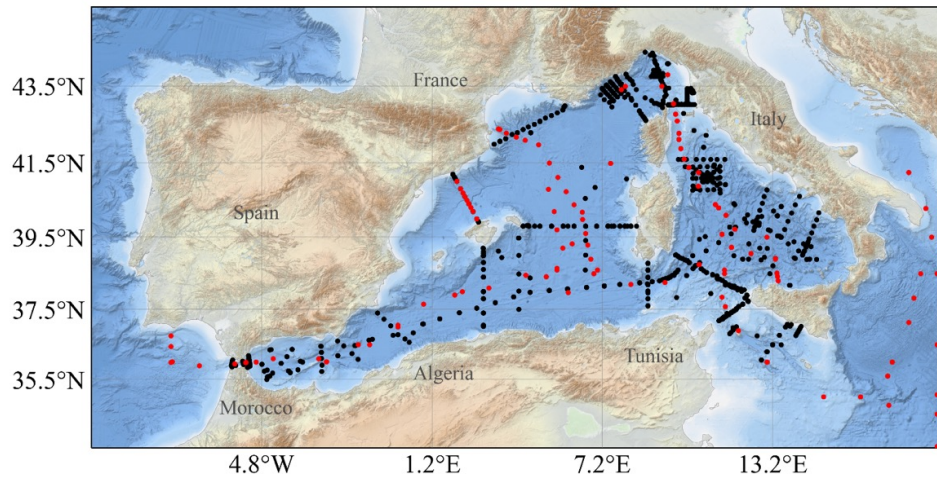 France
43.5°N
Italy
41.5°N
Spain
39.5°N
37.5°N
Tunisia
Algeria
35.5°N
Morocco
4.8°W 1.2°E 7.2°E 13.2°E